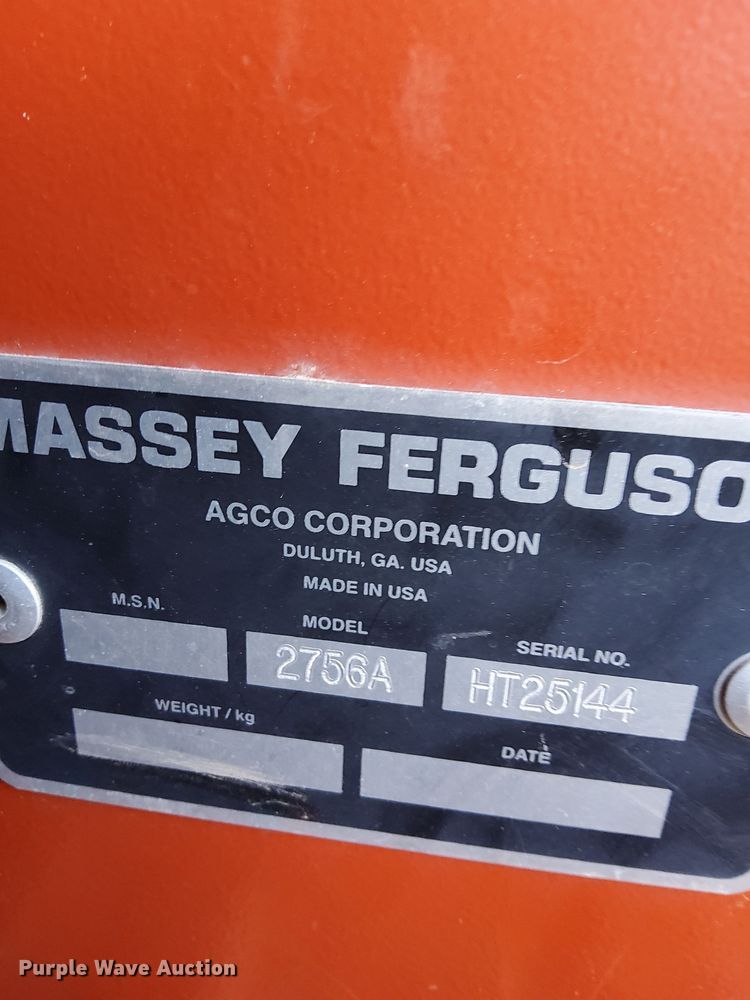 MASSEY FERGUSO
AGCO CORPORATION
DULUTH, GA. USA
MADE IN USA
M.S.N.
MODEL
SERIAL NO.
2756A
HT25144
WEIGHT / kg
DATE
Purple Wave Auction